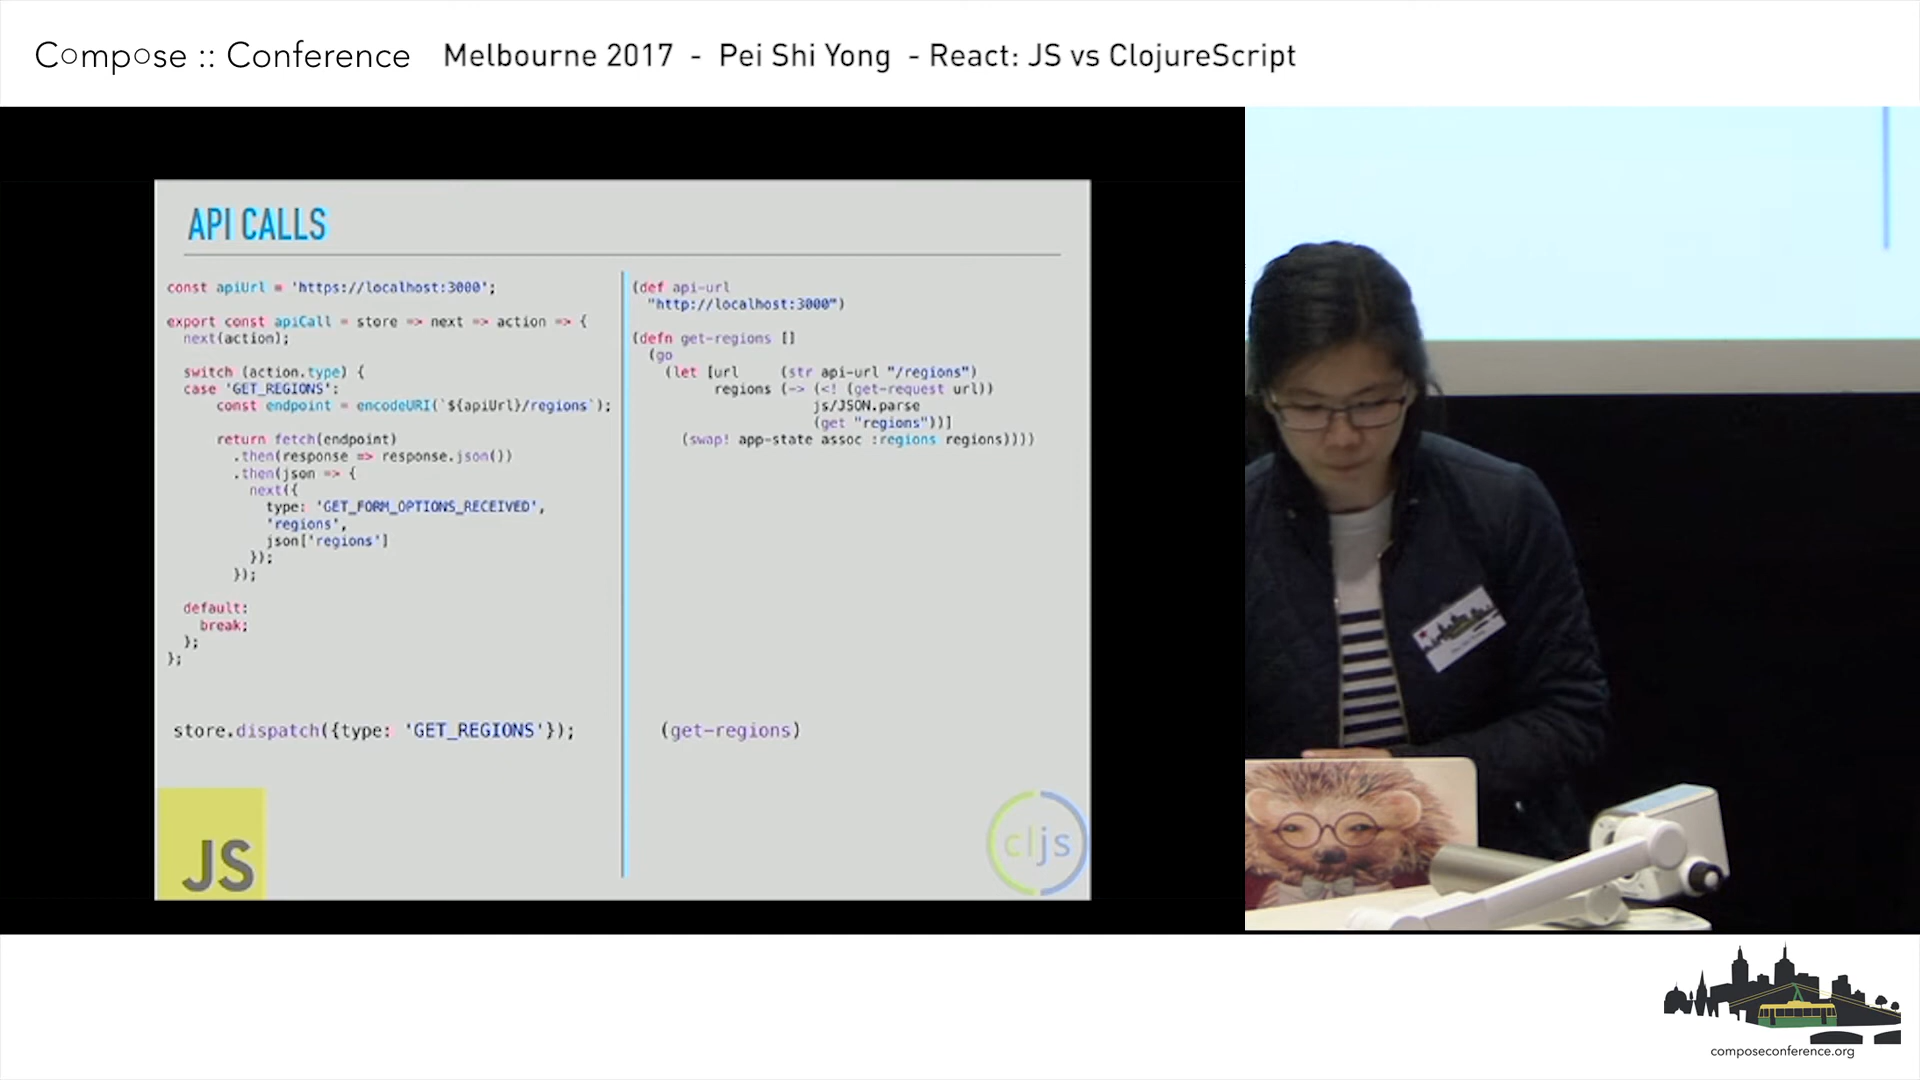 Compose :: Conference Melbourne 2017 - Pei Shi Yong - React: JS vs ClojureScript
API CALLS
const apiUrl = 'https://localhost:3000';
export const apiCall = store => next => action => {
next(action);
switch (action.type) {
case 'GET_REGIONS':
const endpoint = encodeURI(`${apiUrl}/regions`);
return fetch(endpoint)
.then(response => response.json())
.then(json => {
next({
type: 'GET_FORM_OPTIONS_RECEIVED',
'regions',
json['regions']
});
});
default:
break;
};
};
store.dispatch({type: 'GET_REGIONS'});
JS
(def api-url
"http://localhost:3000")
(defn get-regions []
(go
(let [url (str api-url "/regions")
regions (-> (<! (get-request url))
js/JSON.parse
(get "regions"))]
(swap! app-state assoc :regions regions))))
(get-regions)
cljs
composeconference.org